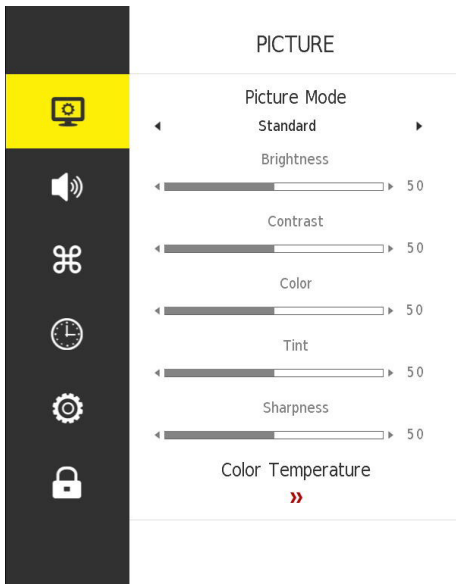 PICTURE
Picture Mode
Standard
Brightness
50
Contrast
50
Color
50
Tint
50
Sharpness
50
Color Temperature